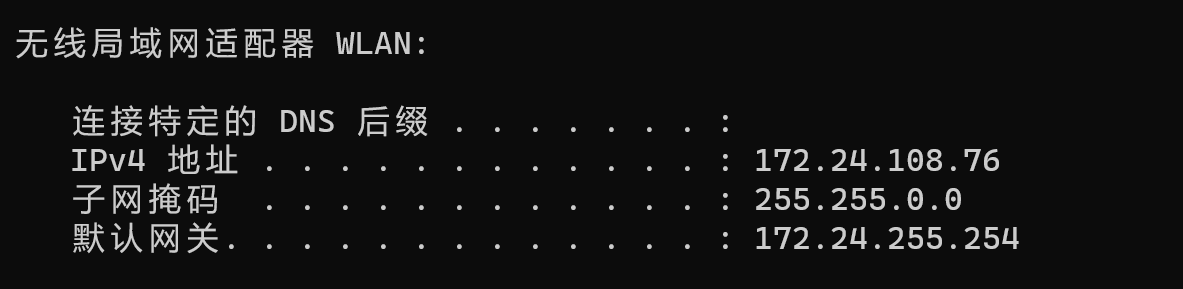 无线局域网适配器 WLAN:
连接特定的 DNS 后缀 . . . . . . . :
IPv4 地址 . . . . . . . . . . . . . : 172.24.108.76
子网掩码  . . . . . . . . . . . . : 255.255.0.0
默认网关. . . . . . . . . . . . . : 172.24.255.254